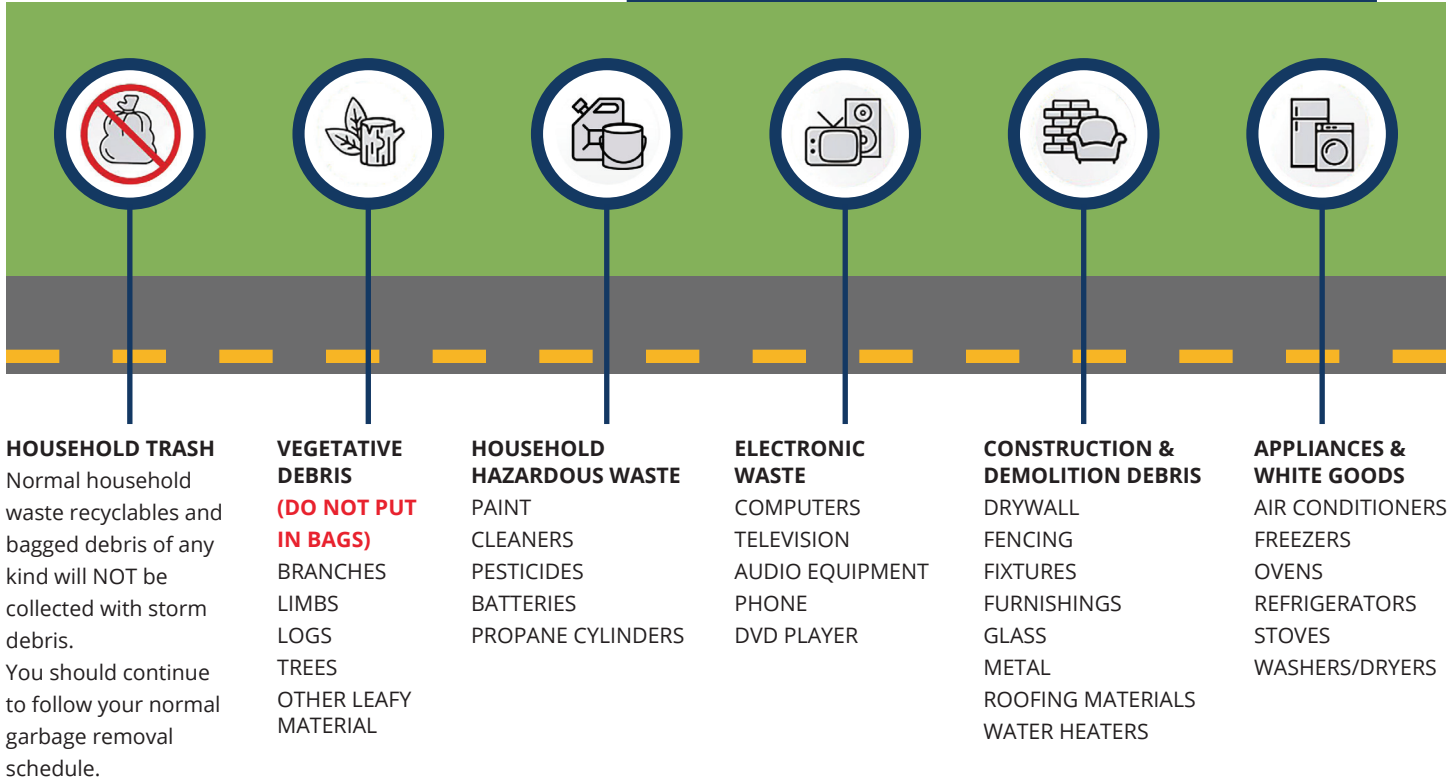 HOUSEHOLD TRASH
Normal household
waste recyclables and
bagged debris of any
kind will NOT be
collected with storm
debris.
You should continue
to follow your normal
garbage removal
schedule.
VEGETATIVE
DEBRIS
(DO NOT PUT
IN BAGS)
BRANCHES
LIMBS
LOGS
TREES
OTHER LEAFY
MATERIAL
HOUSEHOLD
HAZARDOUS WASTE
PAINT
CLEANERS
PESTICIDES
BATTERIES
PROPANE CYLINDERS
ELECTRONIC
WASTE
COMPUTERS
TELEVISION
AUDIO EQUIPMENT
PHONE
DVD PLAYER
CONSTRUCTION &
DEMOLITION DEBRIS
DRYWALL
FENCING
FIXTURES
FURNISHINGS
GLASS
METAL
ROOFING MATERIALS
WATER HEATERS
APPLIANCES &
WHITE GOODS
AIR CONDITIONERS
FREEZERS
OVENS
REFRIGERATORS
STOVES
WASHERS/DRYERS